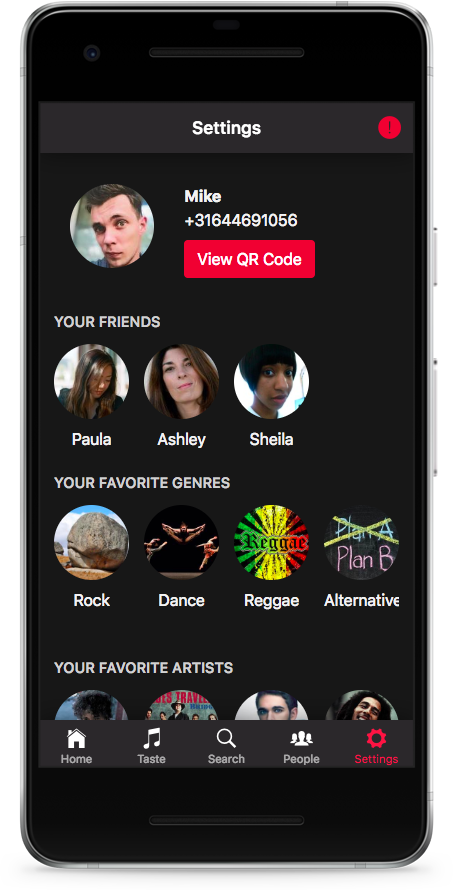 Settings
!
Mike
+31644691056
View QR Code
YOUR FRIENDS
Paula
Ashley
Sheila
YOUR FAVORITE GENRES
Reggae
Plan A
Plan B
Rock
Dance
Reggae
Alternative
YOUR FAVORITE ARTISTS
Home
Taste
Search
People
Settings